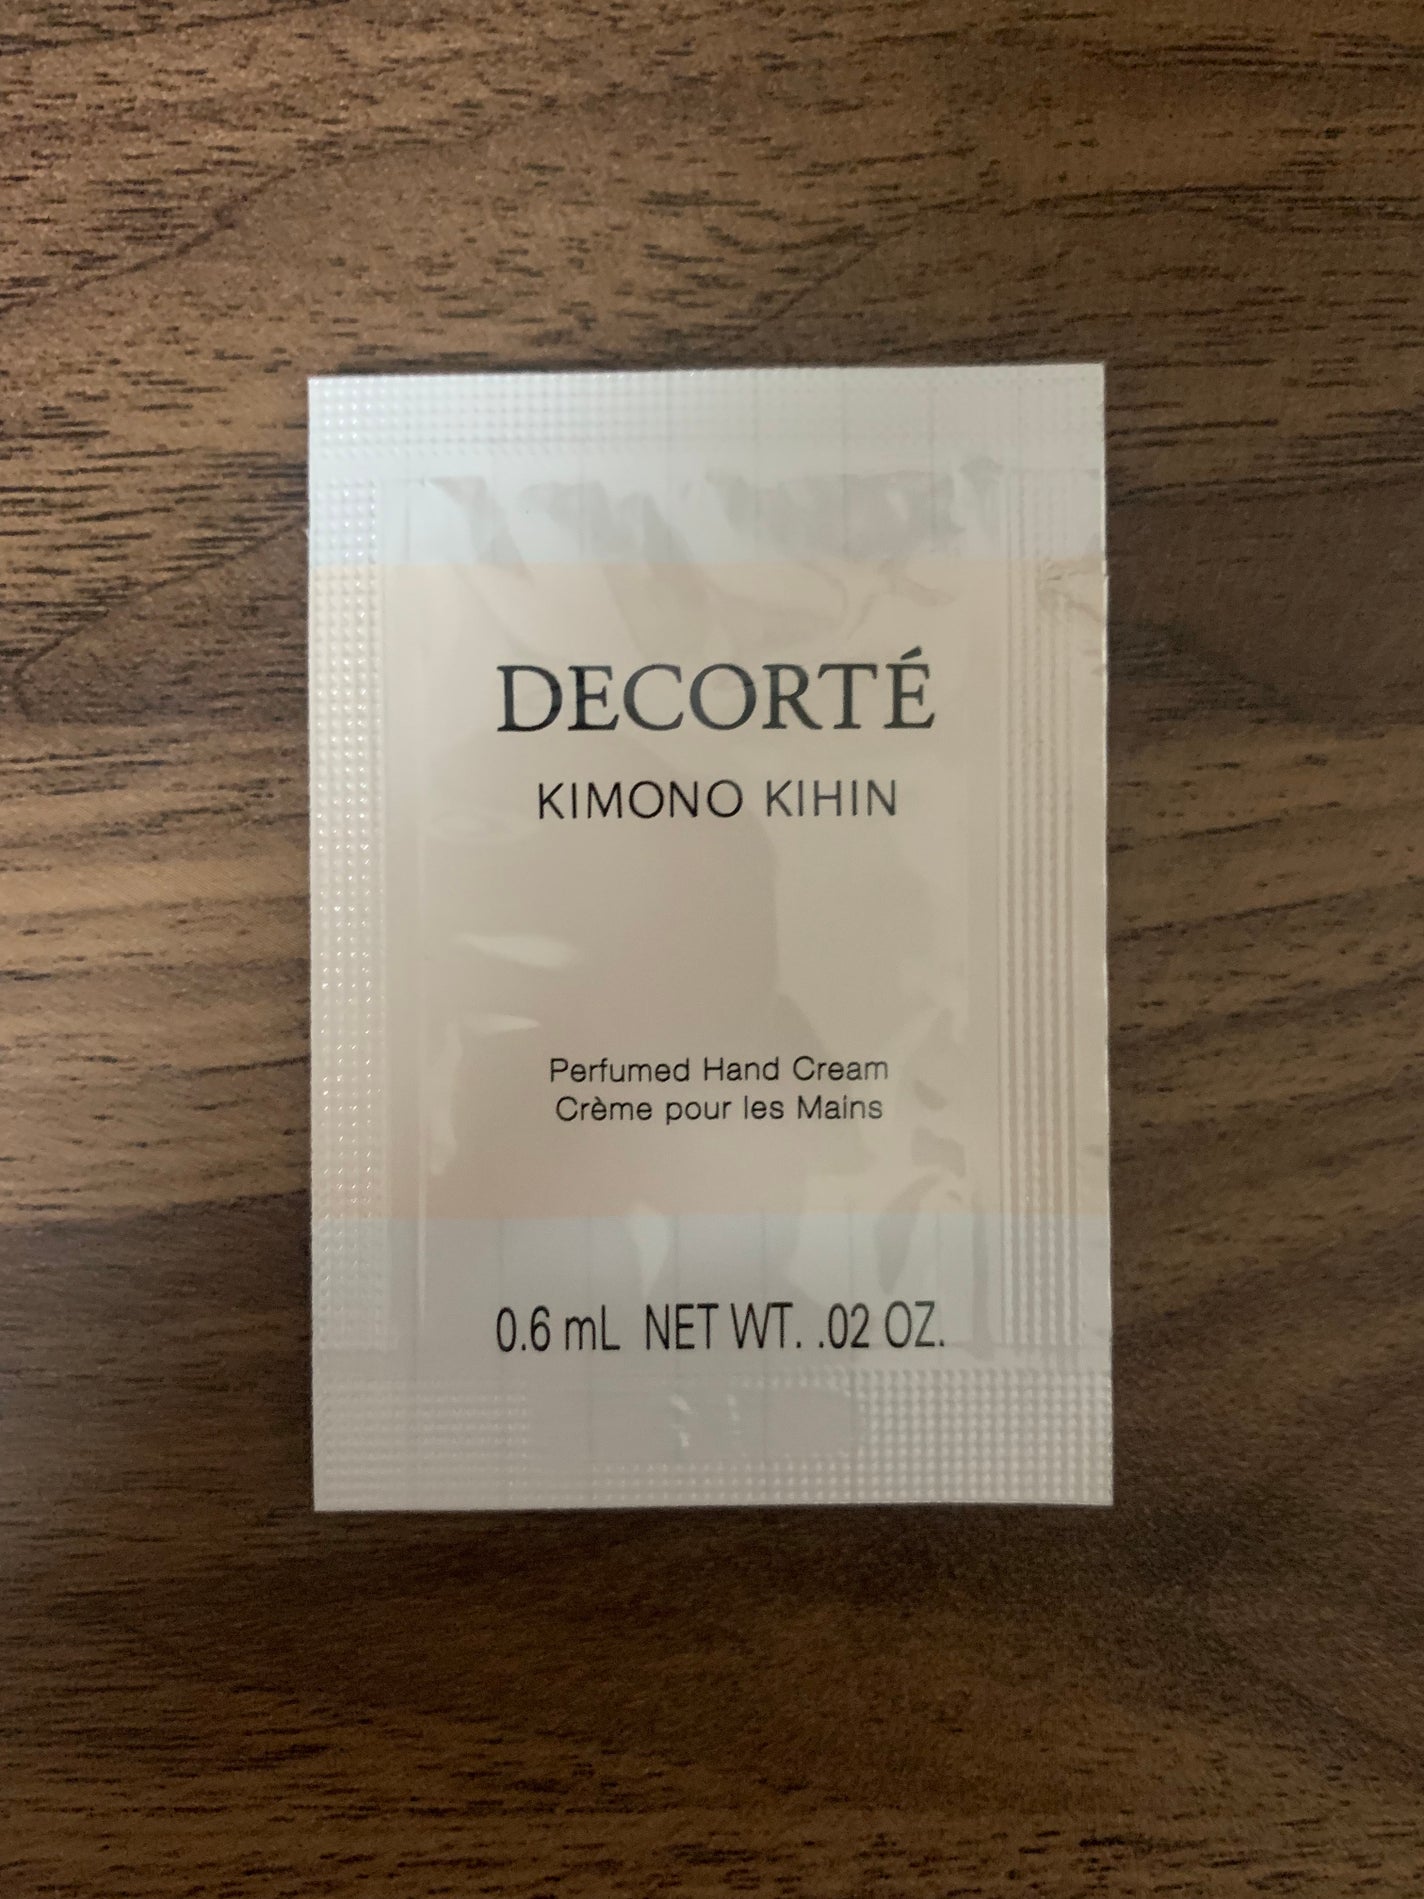 DECORTÉ
KIMONO KIHIN
Perfumed Hand Cream
Crème pour les Mains
0.6 mL NET WT. .02 OZ.